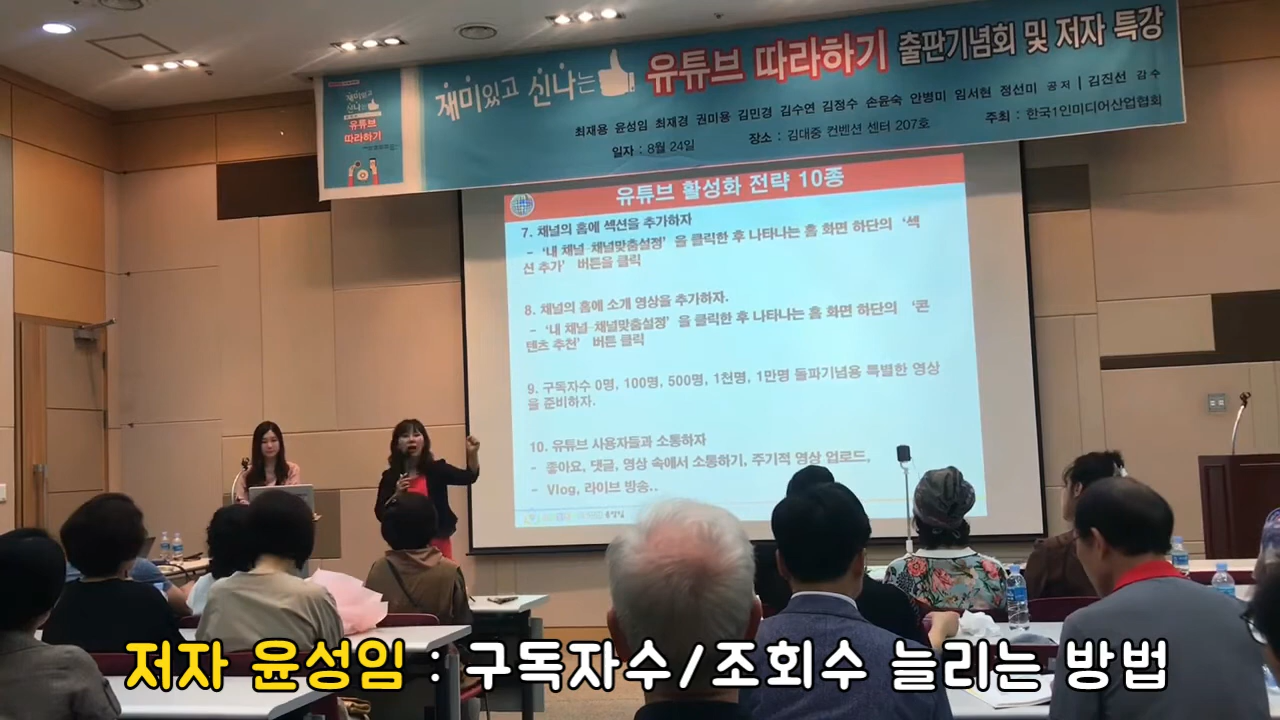 재미있고 신나는 유튜브 따라하기 출판기념회 및 저자 특강
최재용 윤성임 최재경 권미용 김민경 김수연 김정수 손윤숙 안병미 임서현 정선미 공저 | 김진선 감수
일자 : 8월 24일 장소 : 김대중 컨벤션 센터 207호 주최 : 한국1인미디어산업협회
재미있고
신나는
유튜브
따라하기
유튜브 활성화 전략 10종
7. 채널의 홈에 섹션을 추가하자
- ‘내 채널-채널맞춤설정’을 클릭한 후 나타나는 홈 화면 하단의 ‘섹
션 추가’ 버튼을 클릭
8. 채널의 홈에 소개 영상을 추가하자.
- ‘내 채널-채널맞춤설정’을 클릭한 후 나타나는 홈 화면 하단의 ‘콘
텐츠 추천’ 버튼 클릭
9. 구독자수 0명, 100명, 500명, 1천명, 1만명 돌파기념용 특별한 영상
을 준비하자.
10. 유튜브 사용자들과 소통하자
- 좋아요, 댓글, 영상 속에서 소통하기, 주기적 영상 업로드,
- Vlog, 라이브 방송..
저자 윤성임 : 구독자수/조회수 늘리는 방법